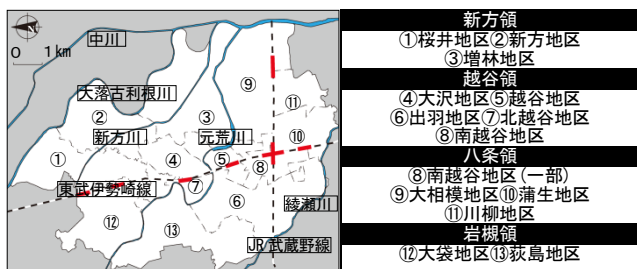 0 1km
中川
大落古利根川
新方川
元荒川
東武伊勢崎線
綾瀬川
JR武蔵野線
①
②
③
④
⑤
⑥
⑦
⑧
⑨
⑩
⑪
⑫
⑬
新方領
①桜井地区②新方地区
③増林地区
越谷領
④大沢地区⑤越谷地区
⑥出羽地区⑦北越谷地区
⑧南越谷地区
八条領
⑧南越谷地区(一部)
⑨大相模地区⑩蒲生地区
⑪川柳地区
岩槻領
⑫大袋地区⑬荻島地区